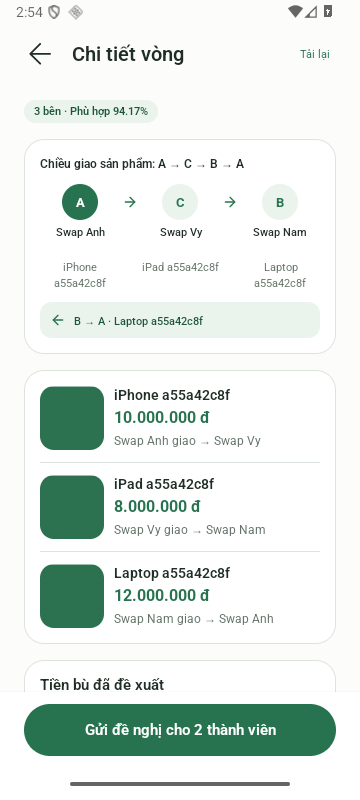 2:54
Chi tiết vòng
Tải lại
3 bên · Phù hợp 94.17%
Chiều giao sản phẩm: A → C → B → A
A → C → B
Swap Anh Swap Vy Swap Nam
iPhone a55a42c8f
iPad a55a42c8f
Laptop a55a42c8f
← B → A · Laptop a55a42c8f
iPhone a55a42c8f
10.000.000 đ
Swap Anh giao → Swap Vy
iPad a55a42c8f
8.000.000 đ
Swap Vy giao → Swap Nam
Laptop a55a42c8f
12.000.000 đ
Swap Nam giao → Swap Anh
Tiền bù đã đề xuất
Gửi đề nghị cho 2 thành viên